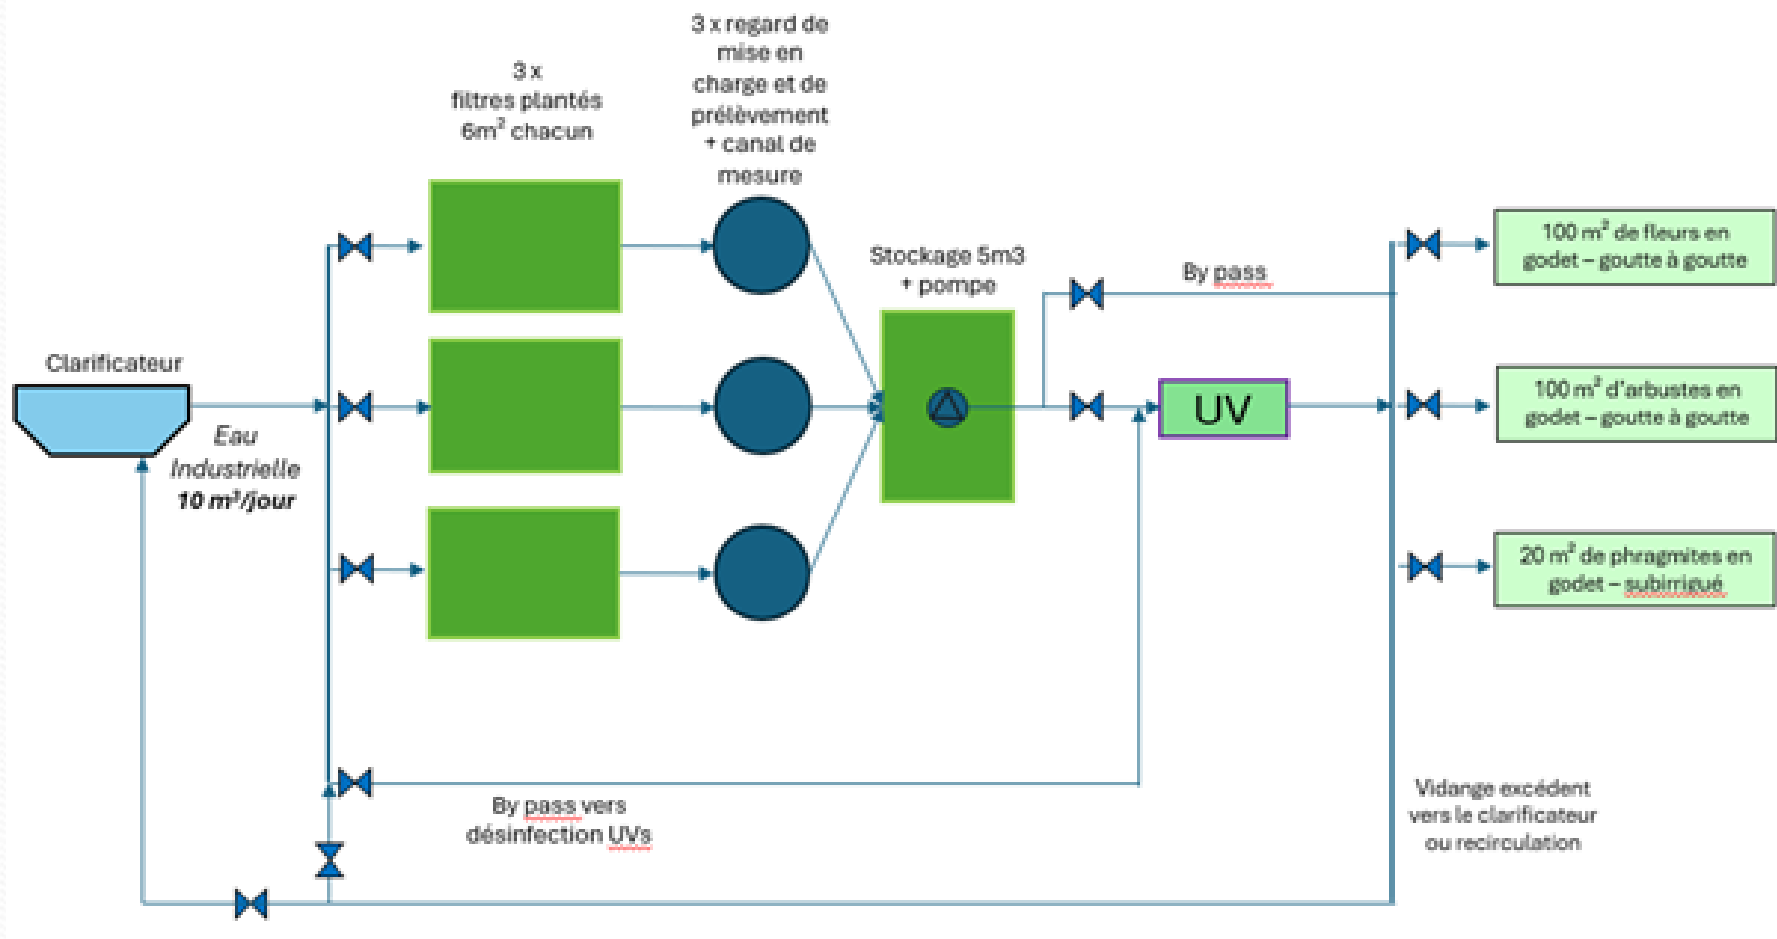 3 x regard de
mise en
charge et de
prélèvement
+ canal de
mesure
3 x
filtres plantés
6m² chacun
Stockage 5m3
+ pompe
By pass
100 m² de fleurs en
godet – goutte à goutte
Clarificateur
Eau
Industrielle
10 m³/jour
UV
100 m² d'arbustes en
godet – goutte à goutte
20 m² de phragmites en
godet – subirrigué
By pass vers
désinfection UVs
Vidange excédent
vers le clarificateur
ou recirculation